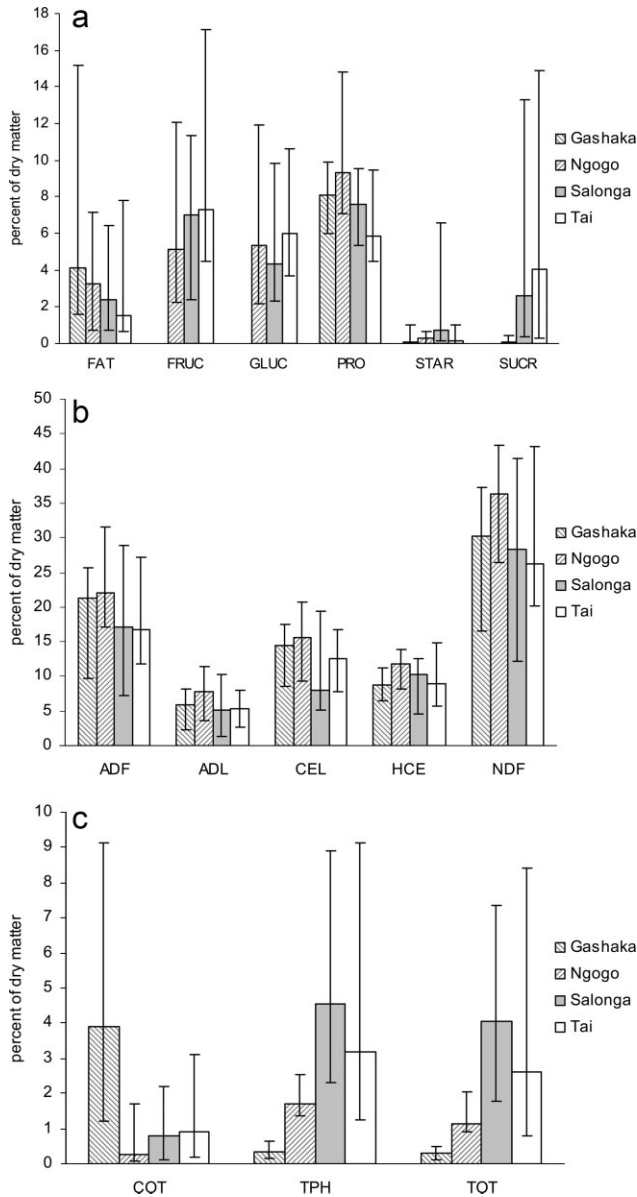 a
percent of dry matter
18
16
14
12
10
8
6
4
2
0
FAT FRUC GLUC PRO STAR SUCR
Gashaka
Ngogo
Salonga
Tai
b
percent of dry matter
50
45
40
35
30
25
20
15
10
5
0
ADF ADL CEL HCE NDF
Gashaka
Ngogo
Salonga
Tai
c
percent of dry matter
10
9
8
7
6
5
4
3
2
1
0
COT TPH TOT
Gashaka
Ngogo
Salonga
Tai